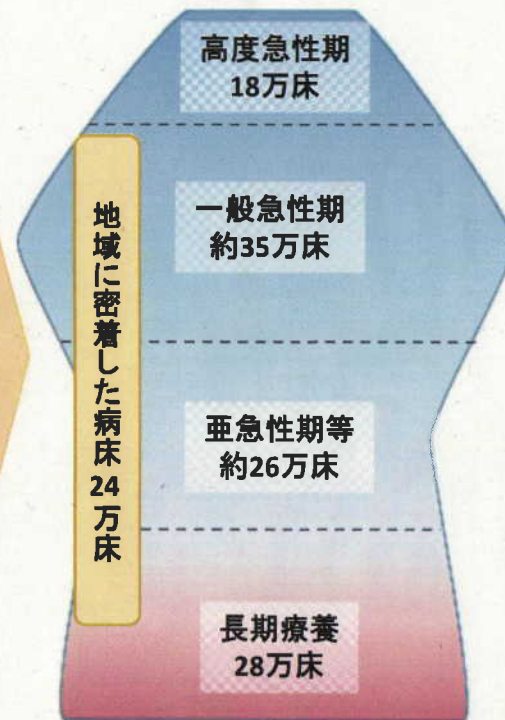 高度急性期
18万床
一般急性期
約35万床
地域に密着した病床24万床
亜急性期等
約26万床
長期療養
28万床